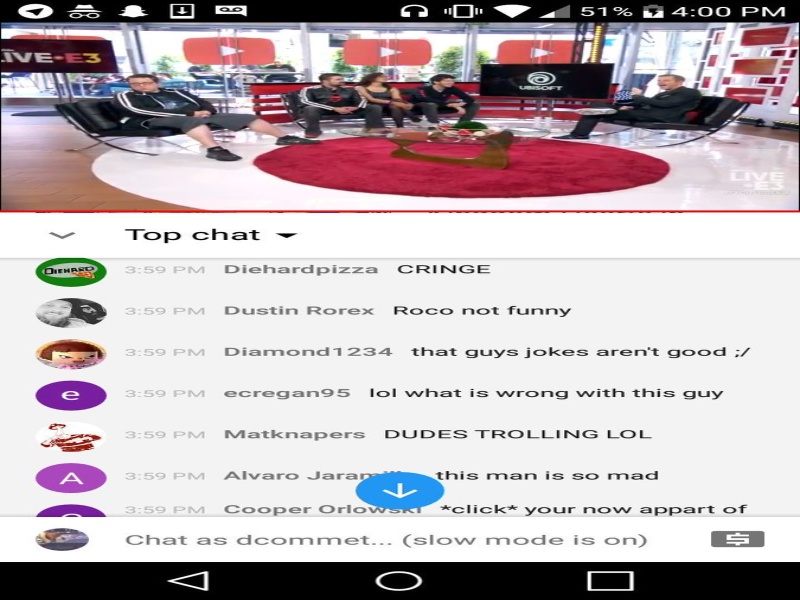 51% 4:00 PM
LIVE E3
UBISOFT
LIVE
E3
Top chat
DIEHARD
3:59 PM Diehardpizza CRINGE
3:59 PM Dustin Rorex Roco not funny
3:59 PM Diamond1234 that guys jokes aren't good ;/
e 3:59 PM ecregan95 lol what is wrong with this guy
3:59 PM Matknapers DUDES TROLLING LOL
A 3:59 PM Alvaro this man is so mad
3:59 PM Cooper Orlowski *click* your now appart of
Chat as dcommet... (slow mode is on) $